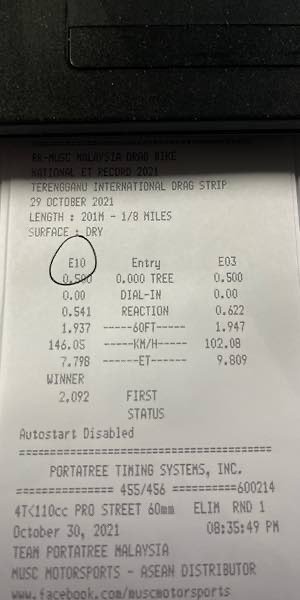 RR-MUSC MALAYSIA DRAG BIKE
NATIONAL ET RECORD 2021
TERENGGANU INTERNATIONAL DRAG STRIP
29 OCTOBER 2021
LENGTH : 201M - 1/8 MILES
SURFACE : DRY
E10 Entry E03
0.500 0.000 TREE 0.500
0.00 DIAL-IN 0.00
0.541 REACTION 0.622
1.937 -----60FT----- 1.947
146.05 -----KM/H----- 102.08
7.798 ------ET------ 9.809
WINNER
2.092 FIRST
STATUS
Autostart Disabled
========================================
PORTATREE TIMING SYSTEMS, INC.
=============== 455/456 ==========600214
4T<110cc PRO STREET 60mm ELIM RND 1
October 30, 2021 08:35:49 PM
TEAM PORTATREE MALAYSIA
MUSC MOTORSPORTS - ASEAN DISTRIBUTOR
www.facebook.com/muscmotorsports